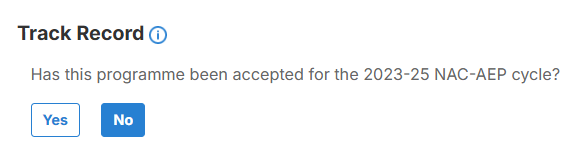 Track Record
Has this programme been accepted for the 2023-25 NAC-AEP cycle?
Yes No